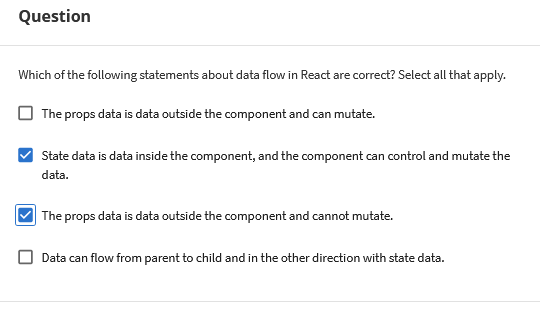 Question
Which of the following statements about data flow in React are correct? Select all that apply.
The props data is data outside the component and can mutate.
State data is data inside the component, and the component can control and mutate the
data.
The props data is data outside the component and cannot mutate.
Data can flow from parent to child and in the other direction with state data.